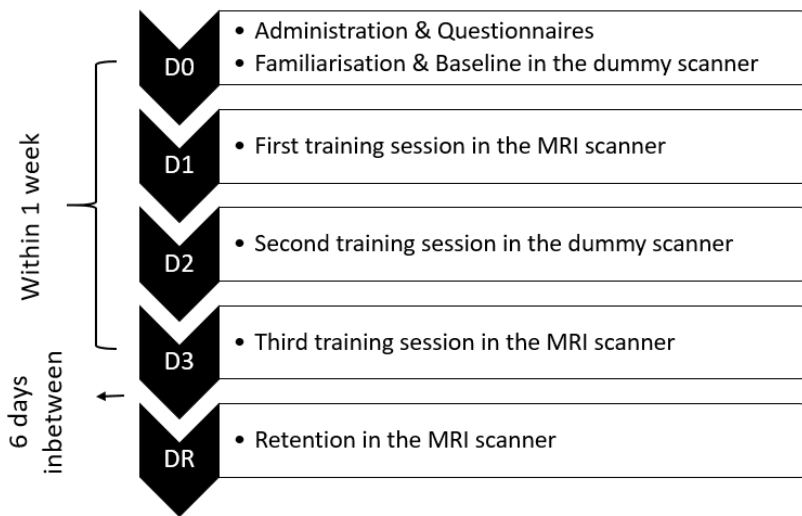 D0
• Administration & Questionnaires
• Familiarisation & Baseline in the dummy scanner
D1
• First training session in the MRI scanner
D2
• Second training session in the dummy scanner
D3
• Third training session in the MRI scanner
DR
• Retention in the MRI scanner
Within 1 week
6 days
inbetween